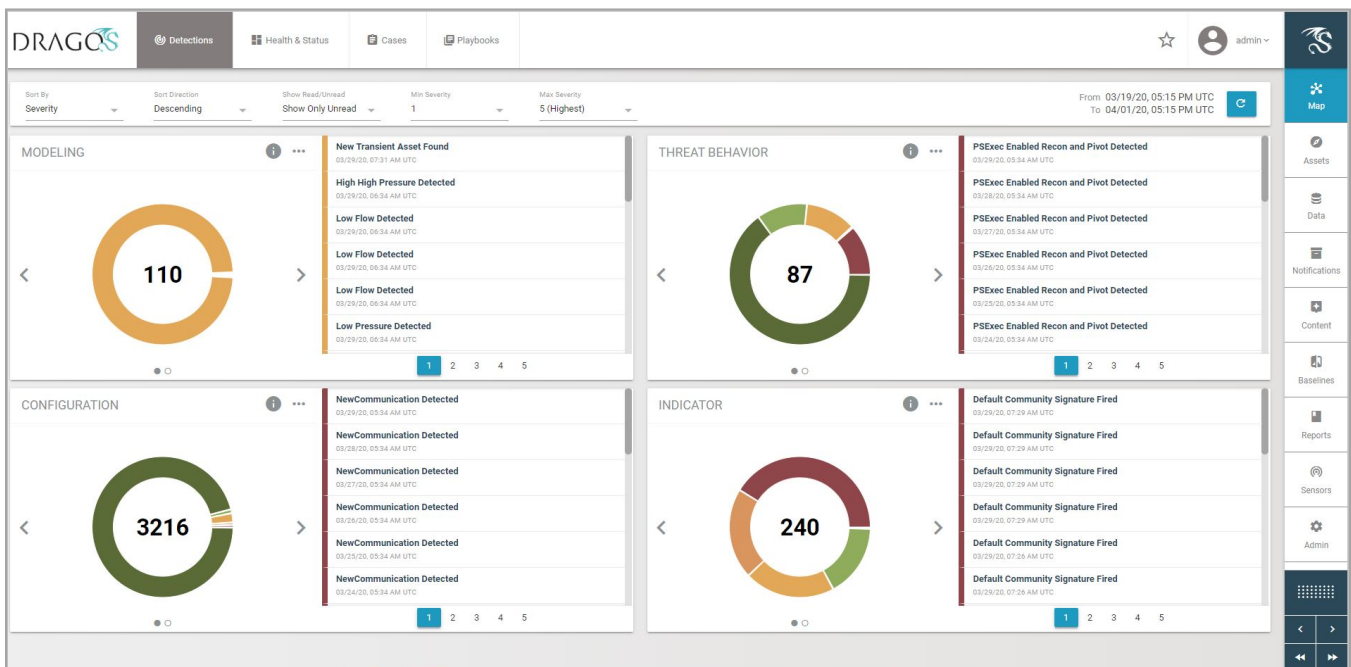 DRAGOS
Detections
Health & Status
Cases
Playbooks
admin
Sort By
Severity
Sort Direction
Descending
Show Read/Unread
Show Only Unread
Min Severity
1
Max Severity
5 (Highest)
From 03/19/20, 05:15 PM UTC
To 04/01/20, 05:15 PM UTC
MODELING
110
New Transient Asset Found
03/29/20, 07:31 AM UTC
High High Pressure Detected
03/29/20, 06:34 AM UTC
Low Flow Detected
03/29/20, 06:34 AM UTC
Low Flow Detected
03/29/20, 06:34 AM UTC
Low Flow Detected
03/29/20, 06:34 AM UTC
Low Pressure Detected
03/29/20, 06:34 AM UTC
1 2 3 4 5
THREAT BEHAVIOR
87
PSExec Enabled Recon and Pivot Detected
03/29/20, 05:34 AM UTC
PSExec Enabled Recon and Pivot Detected
03/28/20, 05:34 AM UTC
PSExec Enabled Recon and Pivot Detected
03/27/20, 05:34 AM UTC
PSExec Enabled Recon and Pivot Detected
03/26/20, 05:34 AM UTC
PSExec Enabled Recon and Pivot Detected
03/25/20, 05:34 AM UTC
PSExec Enabled Recon and Pivot Detected
03/24/20, 05:34 AM UTC
1 2 3 4 5
CONFIGURATION
3216
NewCommunication Detected
03/29/20, 05:34 AM UTC
NewCommunication Detected
03/28/20, 05:34 AM UTC
NewCommunication Detected
03/27/20, 05:34 AM UTC
NewCommunication Detected
03/26/20, 05:34 AM UTC
NewCommunication Detected
03/25/20, 05:34 AM UTC
NewCommunication Detected
03/24/20, 05:34 AM UTC
1 2 3 4 5
INDICATOR
240
Default Community Signature Fired
03/29/20, 07:29 AM UTC
Default Community Signature Fired
03/29/20, 07:29 AM UTC
Default Community Signature Fired
03/29/20, 07:29 AM UTC
Default Community Signature Fired
03/29/20, 07:29 AM UTC
Default Community Signature Fired
03/29/20, 07:26 AM UTC
Default Community Signature Fired
03/29/20, 07:26 AM UTC
1 2 3 4 5
Map
Assets
Data
Notifications
Content
Baselines
Reports
Sensors
Admin